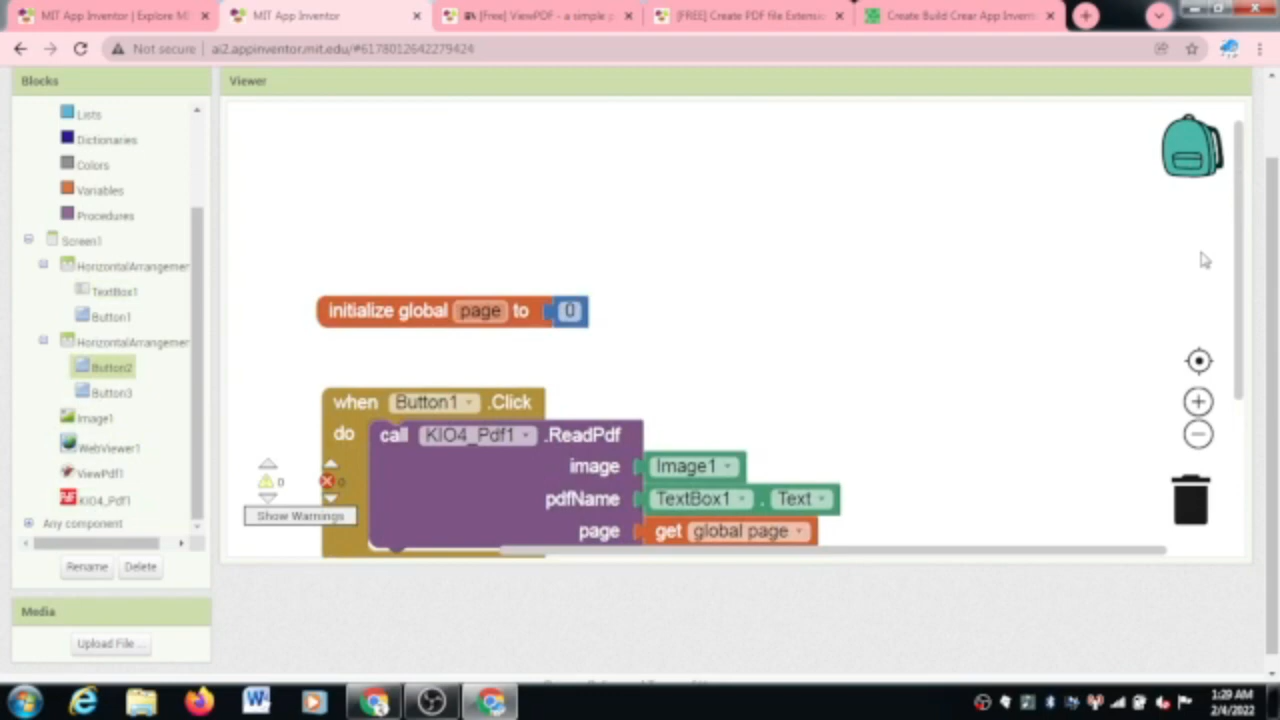 MIT App Inventor | Explore MI
MIT App Inventor
[Free] ViewPDF - a simple p
[FREE] Create PDF file Extensio
Create Build Crear App Invent
Not secure | ai2.appinventor.mit.edu/#6178012642279424
Blocks
Viewer
Lists
Dictionaries
Colors
Variables
Procedures
Screen1
HorizontalArrangemer
TextBox1
Button1
HorizontalArrangemer
Button2
Button3
Image1
WebViewer1
ViewPdf1
KIO4_Pdf1
Any component
Rename
Delete
Media
Upload File ...
initialize global page to 0
when Button1 .Click
do call KIO4_Pdf1 .ReadPdf
image Image1
pdfName TextBox1 . Text
page get global page
0
0
Show Warnings
1:29 AM
2/4/2022